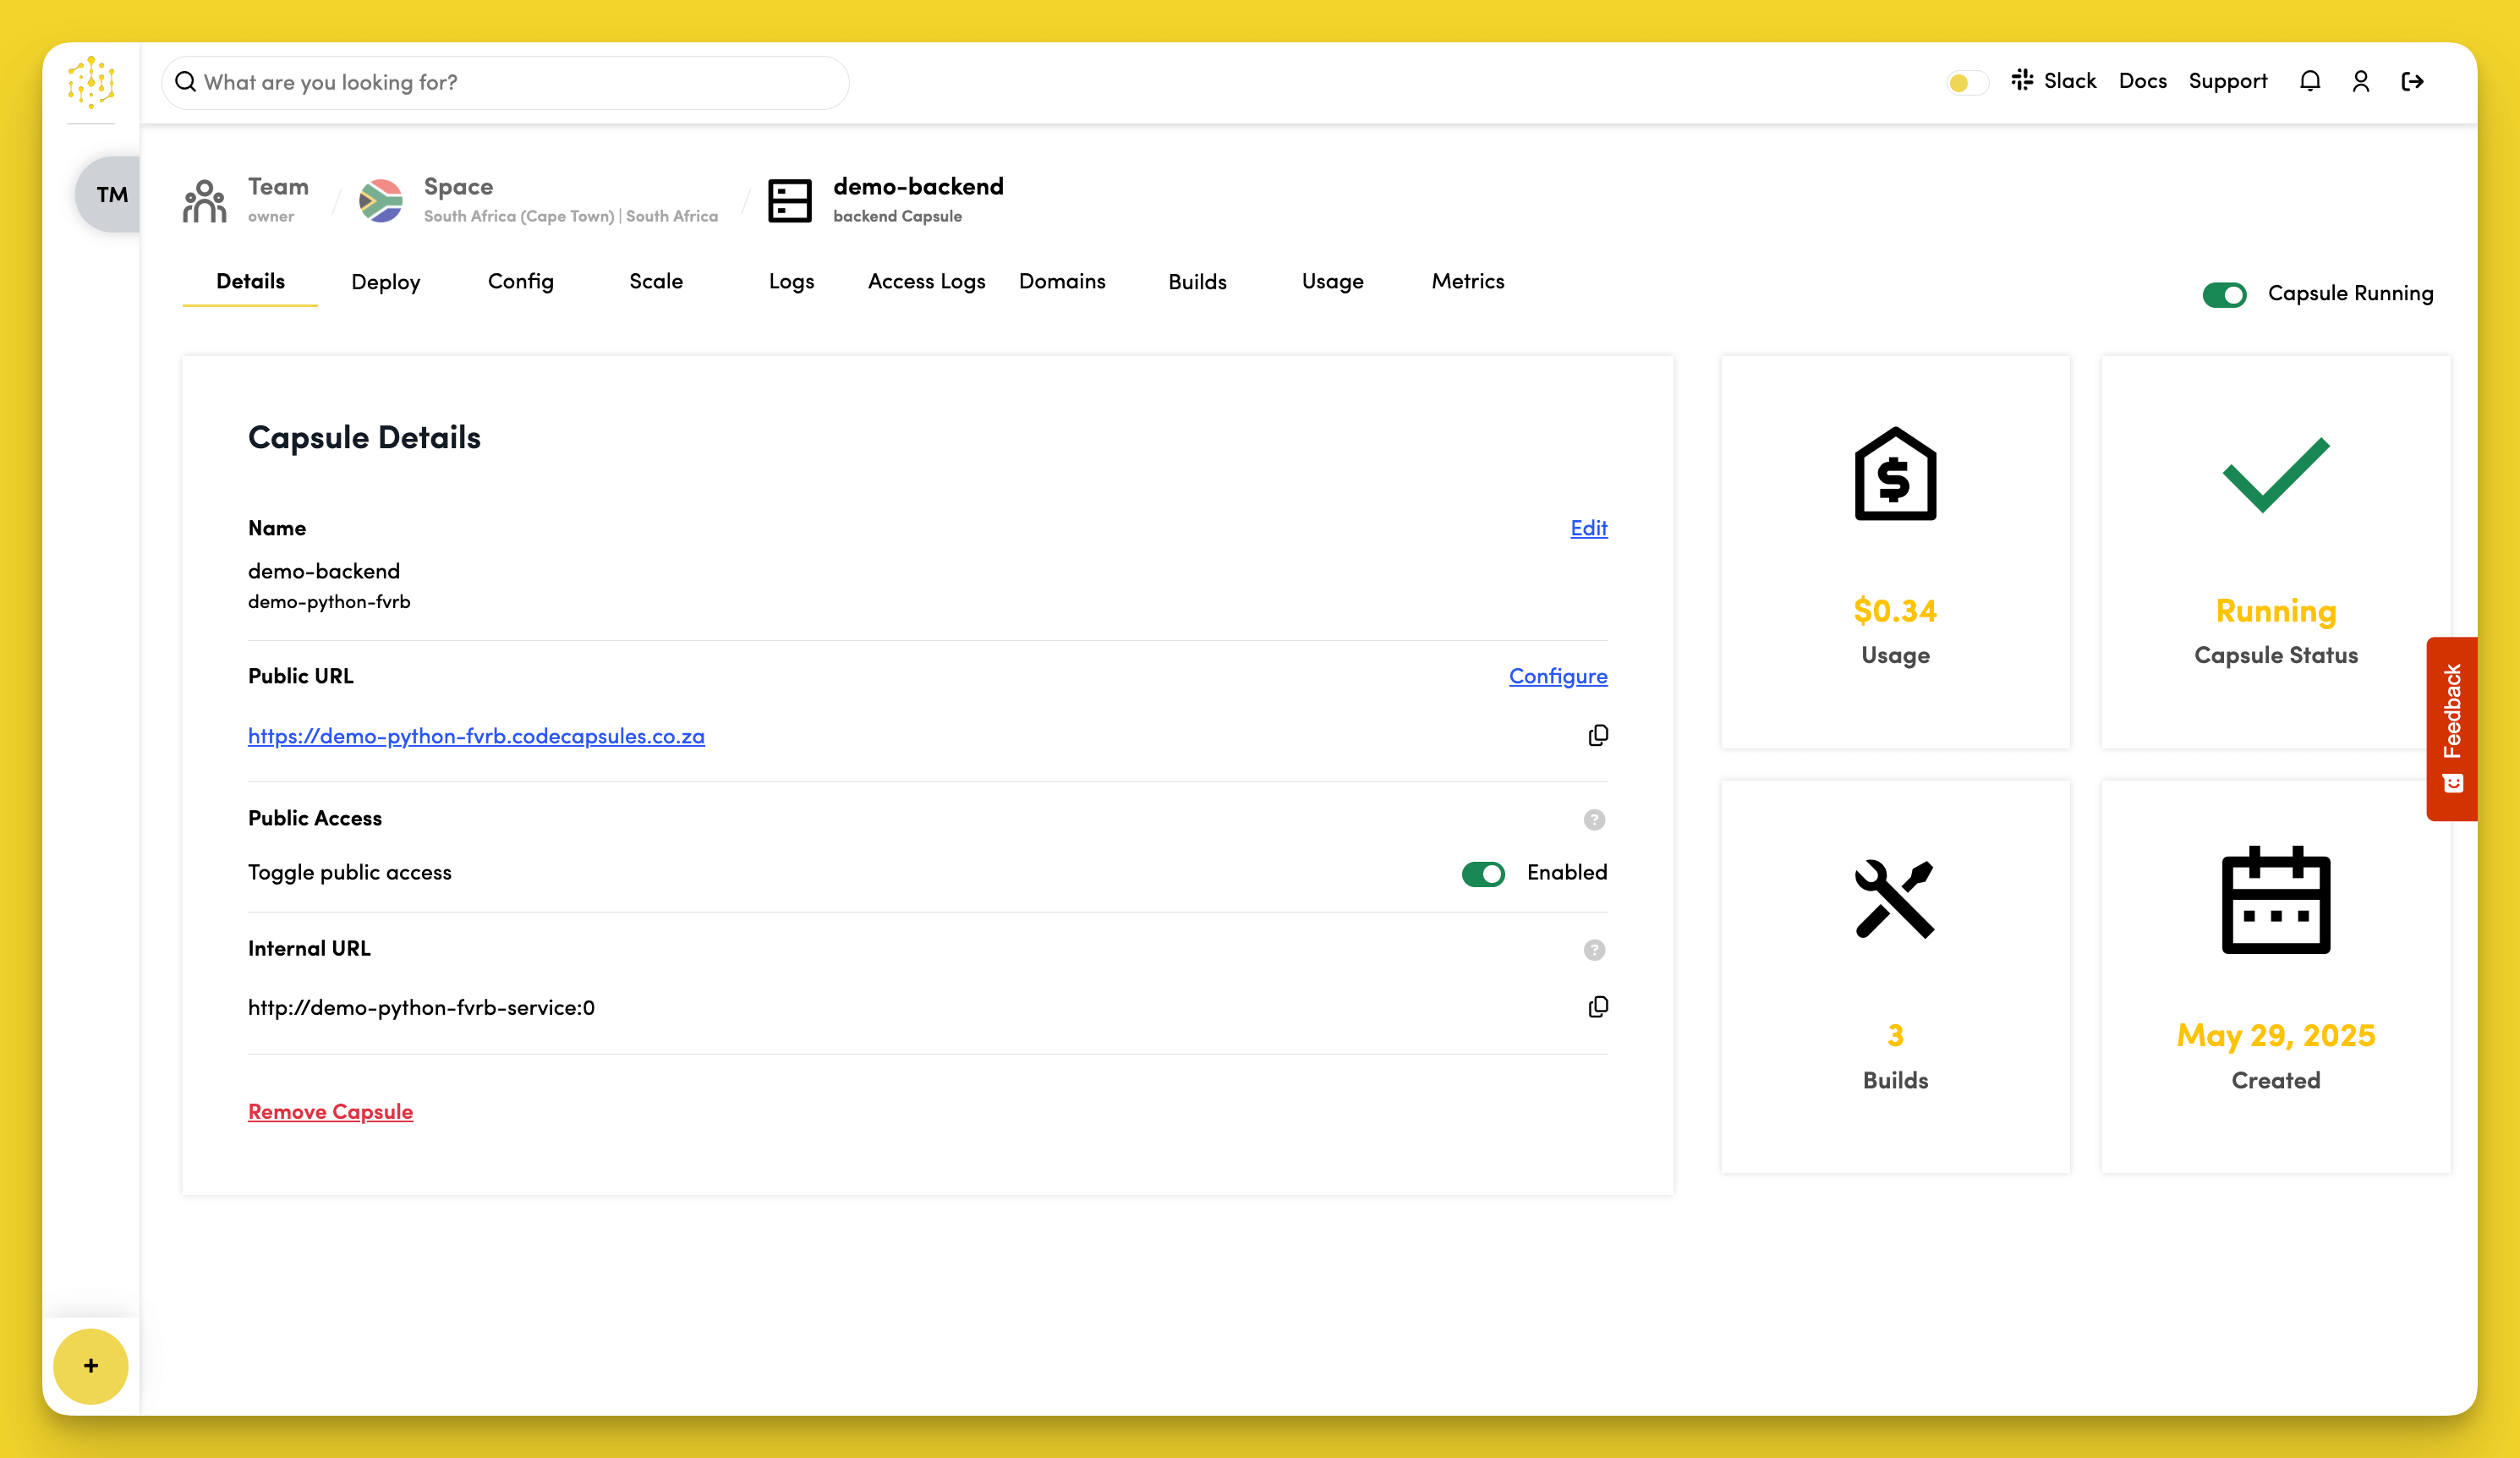 What are you looking for?
Slack Docs Support
TM
Team
owner
Space
South Africa (Cape Town) | South Africa
demo-backend
backend Capsule
Details Deploy Config Scale Logs Access Logs Domains Builds Usage Metrics
Capsule Running
Capsule Details
Name
Edit
demo-backend
demo-python-fvrb
Public URL
Configure
https://demo-python-fvrb.codecapsules.co.za
Public Access
?
Toggle public access
Enabled
Internal URL
?
http://demo-python-fvrb-service:0
Remove Capsule
$
$0.34
Usage
Running
Capsule Status
3
Builds
May 29, 2025
Created
Feedback
+